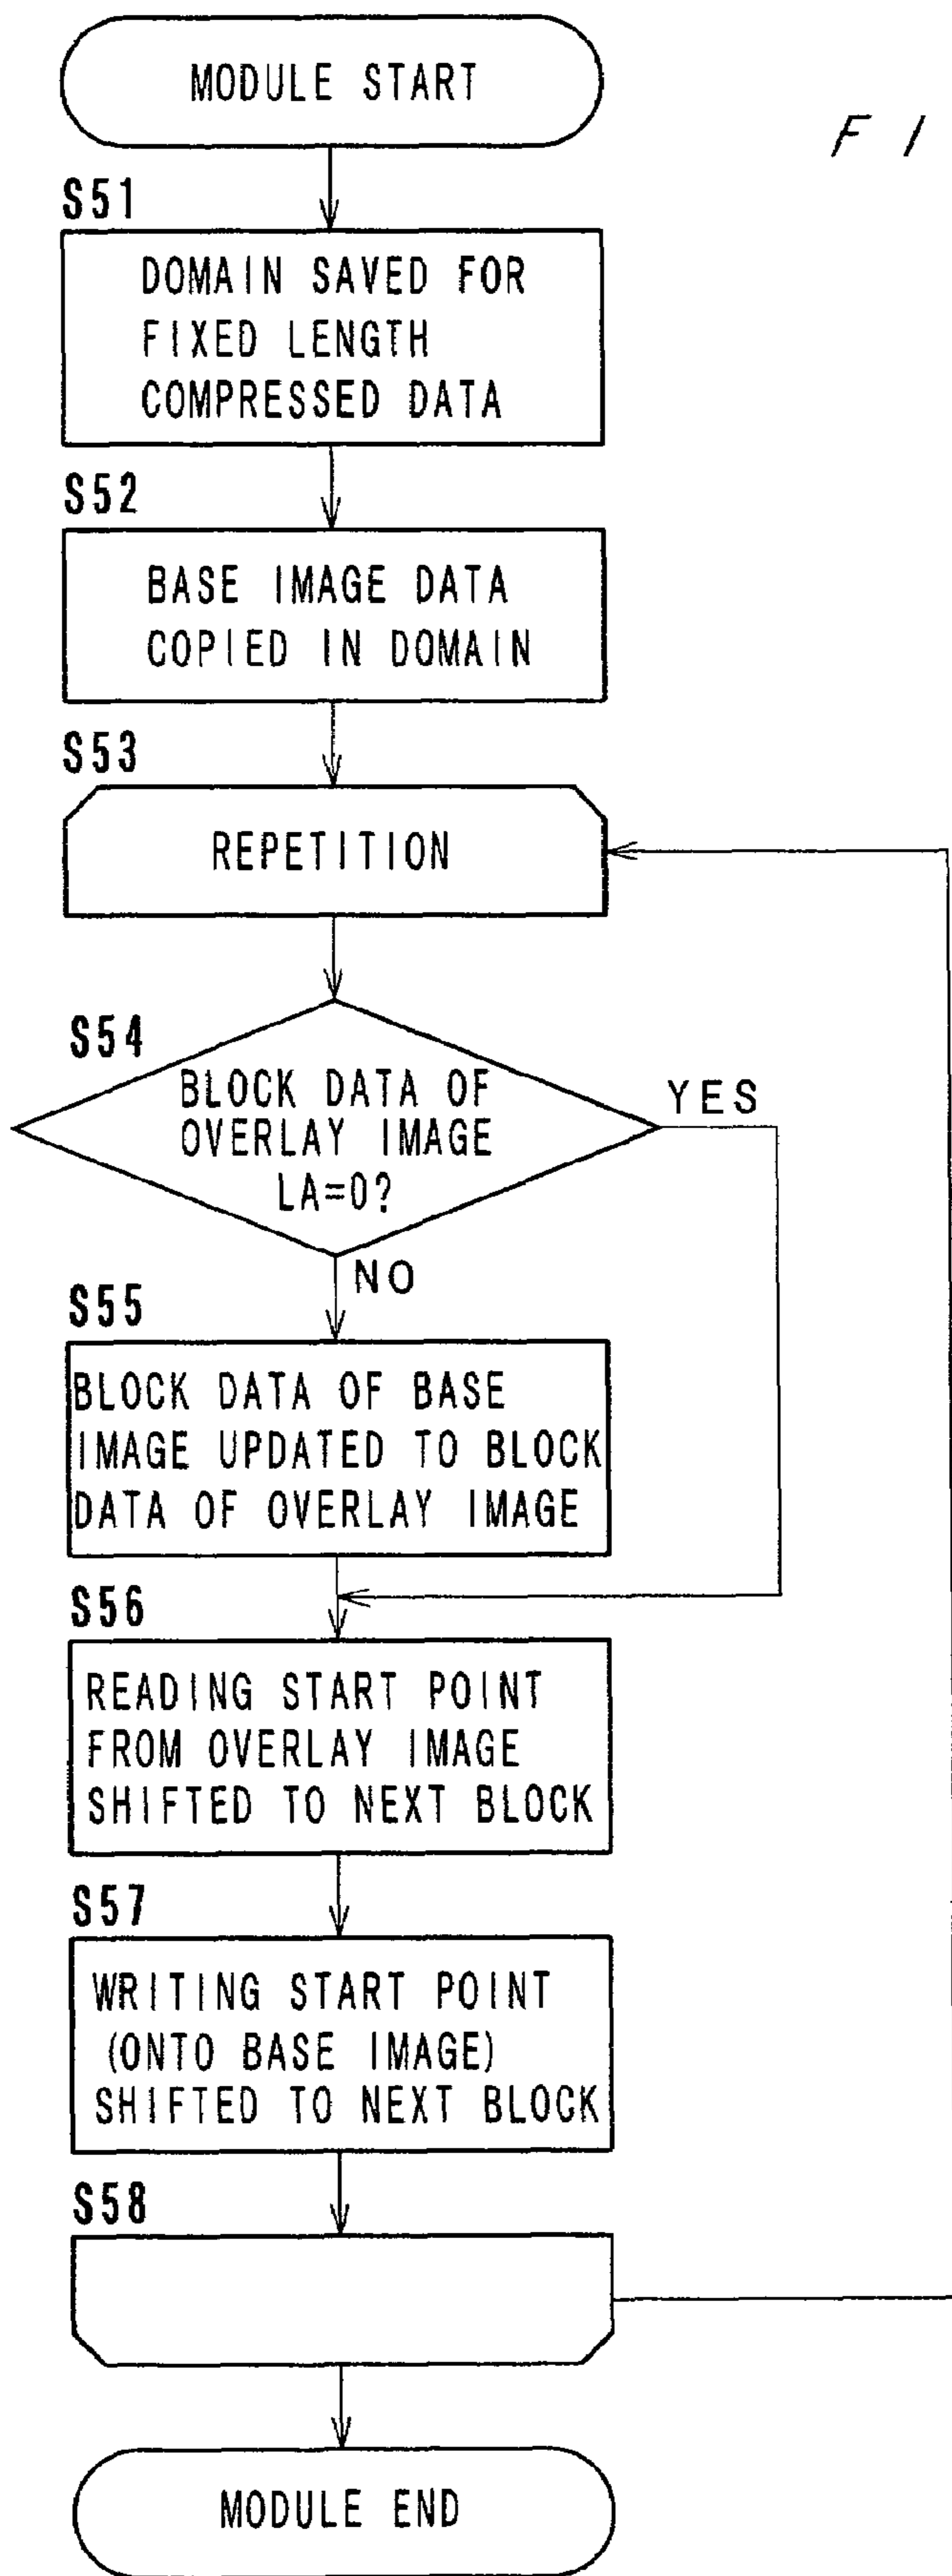 MODULE START
F I
S51
DOMAIN SAVED FOR
FIXED LENGTH
COMPRESSED DATA
S52
BASE IMAGE DATA
COPIED IN DOMAIN
S53
REPETITION
S54
BLOCK DATA OF
OVERLAY IMAGE
LA=0?
YES
NO
S55
BLOCK DATA OF BASE
IMAGE UPDATED TO BLOCK
DATA OF OVERLAY IMAGE
S56
READING START POINT
FROM OVERLAY IMAGE
SHIFTED TO NEXT BLOCK
S57
WRITING START POINT
(ONTO BASE IMAGE)
SHIFTED TO NEXT BLOCK
S58
MODULE END